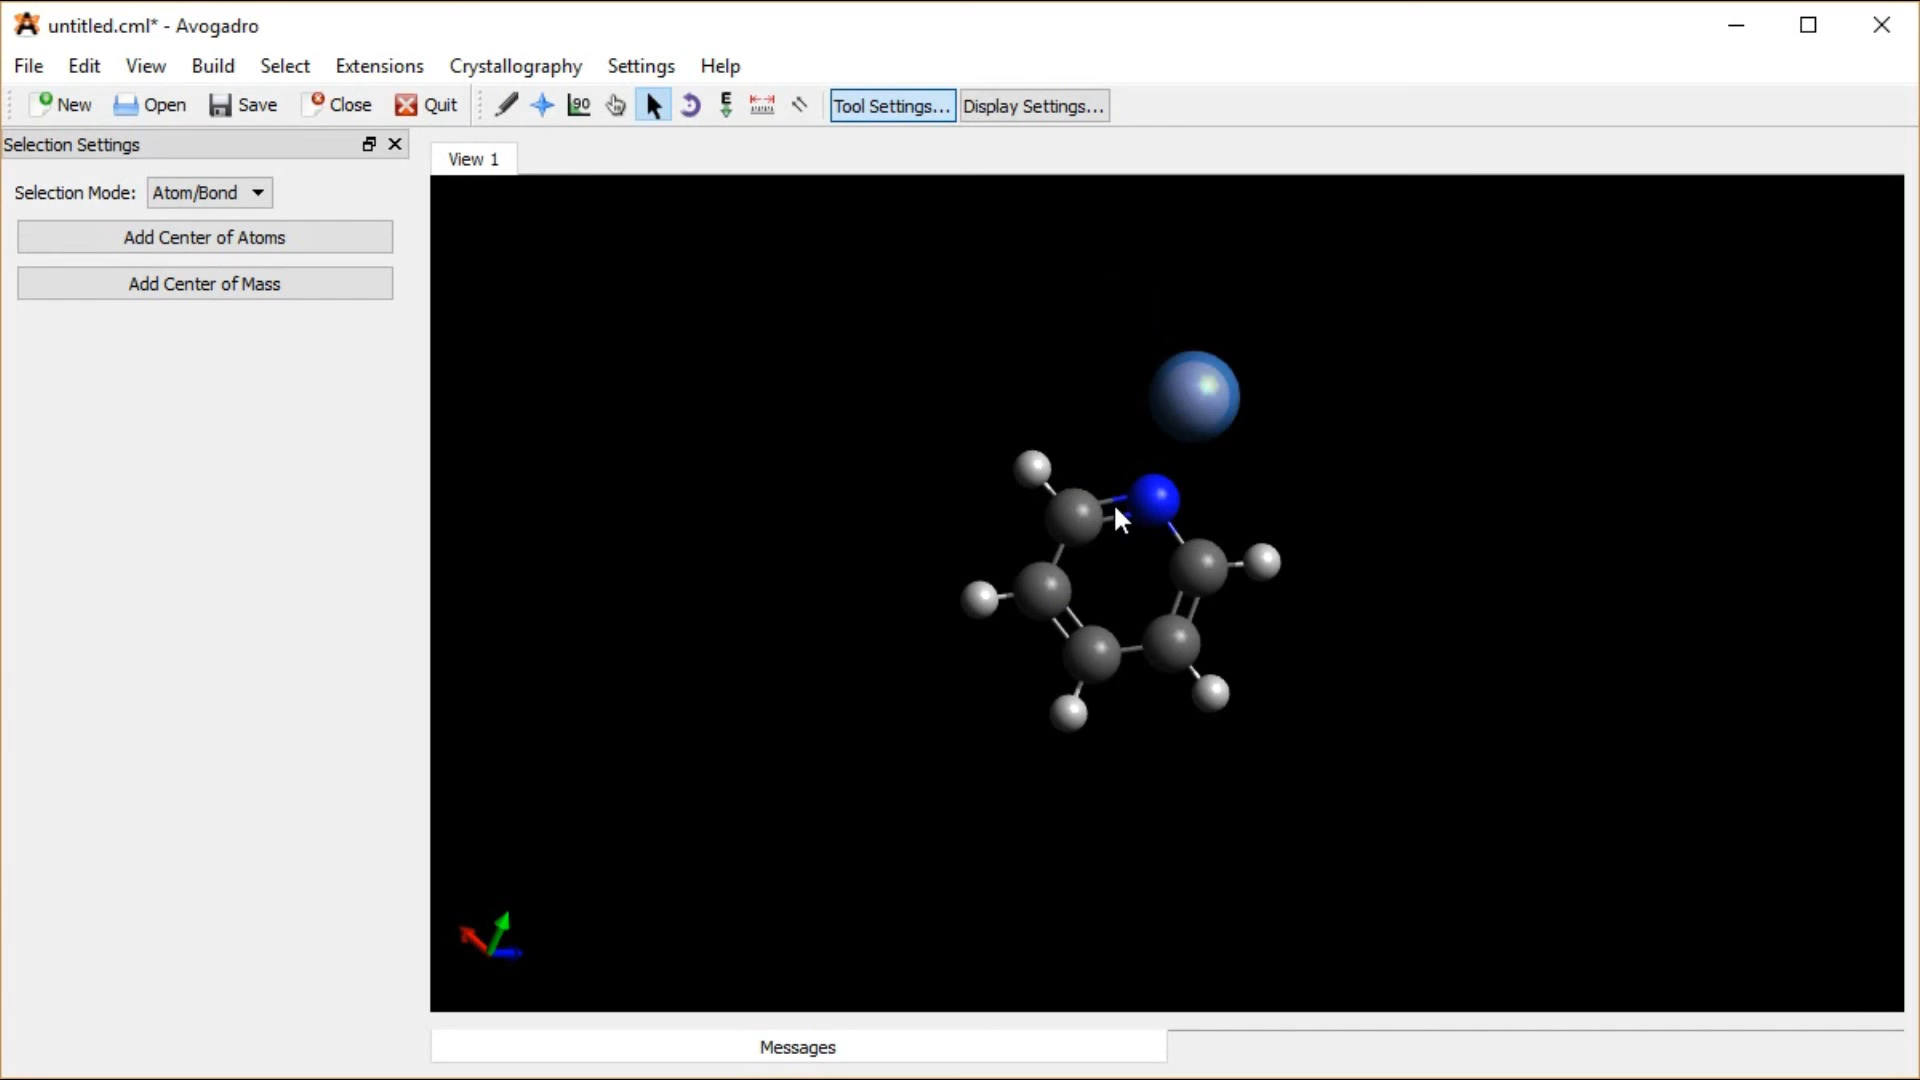 untitled.cml* - Avogadro
File Edit View Build Select Extensions Crystallography Settings Help
New Open Save Close Quit 90 E Tool Settings... Display Settings...
Selection Settings
View 1
Selection Mode: Atom/Bond
Add Center of Atoms
Add Center of Mass
Messages